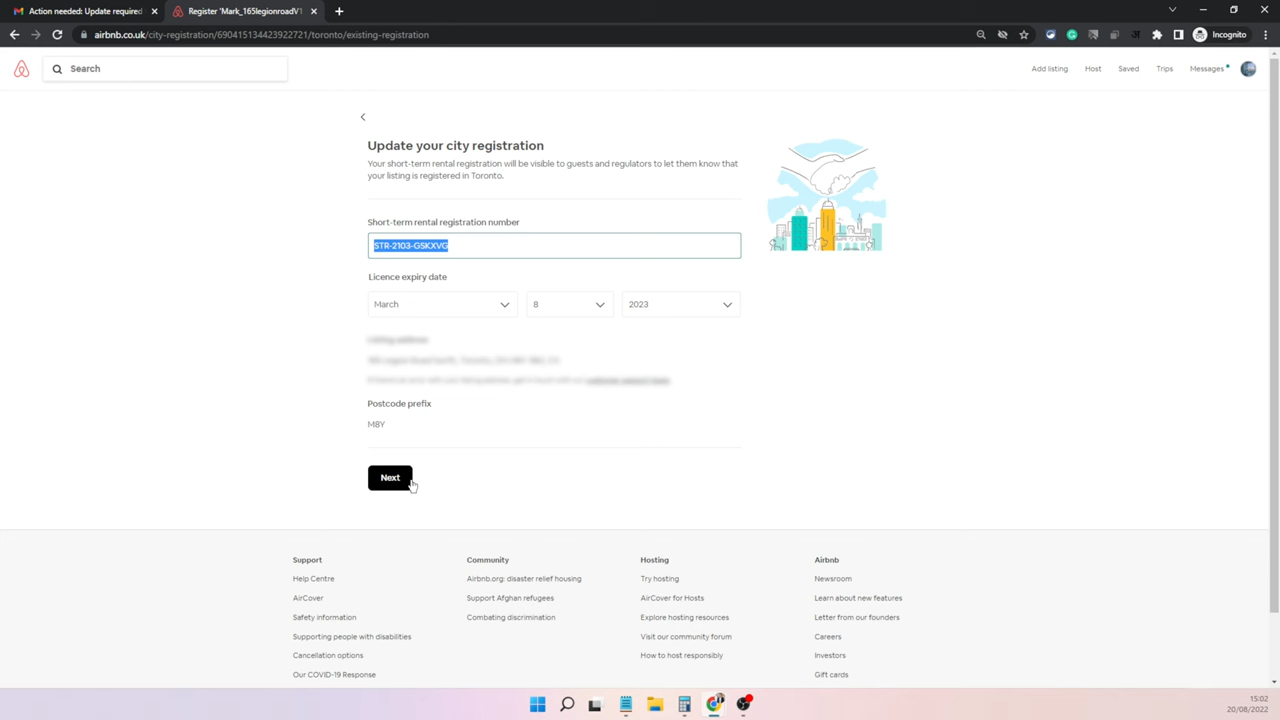 Action needed: Update required
Register 'Mark_165legionroadV1
airbnb.co.uk/city-registration/690415134423922721/toronto/existing-registration
Incognito
Search
Add listing
Host
Saved
Trips
Messages
Update your city registration
Your short-term rental registration will be visible to guests and regulators to let them know that
your listing is registered in Toronto.
Short-term rental registration number
STR-2103-GSKXVG
Licence expiry date
March
8
2023
Listing address
Postcode prefix
M8Y
Next
Support
Community
Hosting
Airbnb
Help Centre
Airbnb.org: disaster relief housing
Try hosting
Newsroom
AirCover
Support Afghan refugees
AirCover for Hosts
Learn about new features
Safety information
Combating discrimination
Explore hosting resources
Letter from our founders
Supporting people with disabilities
Visit our community forum
Careers
Cancellation options
How to host responsibly
Investors
Our COVID-19 Response
Gift cards
15:02
20/08/2022